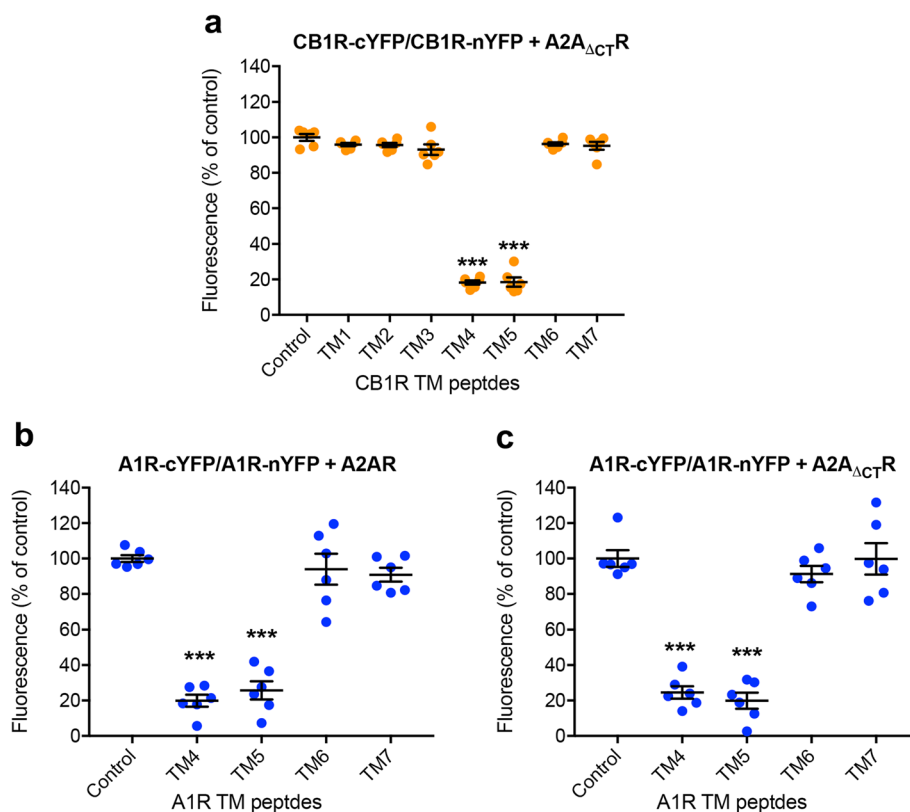 a
CB1R-cYFP/CB1R-nYFP + A2AΔCTR
Fluorescence (% of control)
140
120
100
80
60
40
20
0
***
***
Control
TM1
TM2
TM3
TM4
TM5
TM6
TM7
CB1R TM peptdes
b
A1R-cYFP/A1R-nYFP + A2AR
Fluorescence (% of control)
140
120
100
80
60
40
20
0
***
***
Control
TM4
TM5
TM6
TM7
A1R TM peptdes
c
A1R-cYFP/A1R-nYFP + A2AΔCTR
Fluorescence (% of control)
140
120
100
80
60
40
20
0
***
***
Control
TM4
TM5
TM6
TM7
A1R TM peptdes